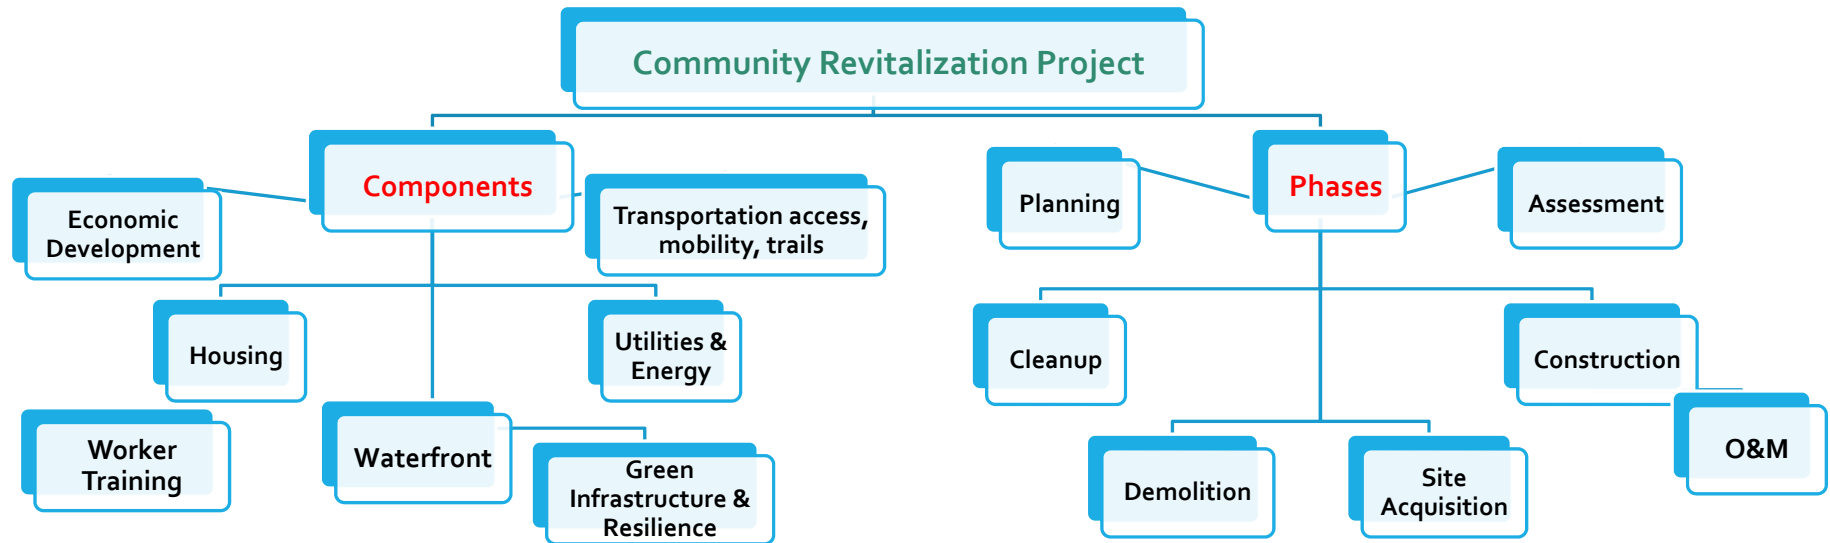 Community Revitalization Project
Components
Phases
Economic
Development
Transportation access,
mobility, trails
Planning
Assessment
Housing
Utilities &
Energy
Cleanup
Construction
Worker
Training
Waterfront
Green
Infrastructure &
Resilience
Demolition
Site
Acquisition
O&M